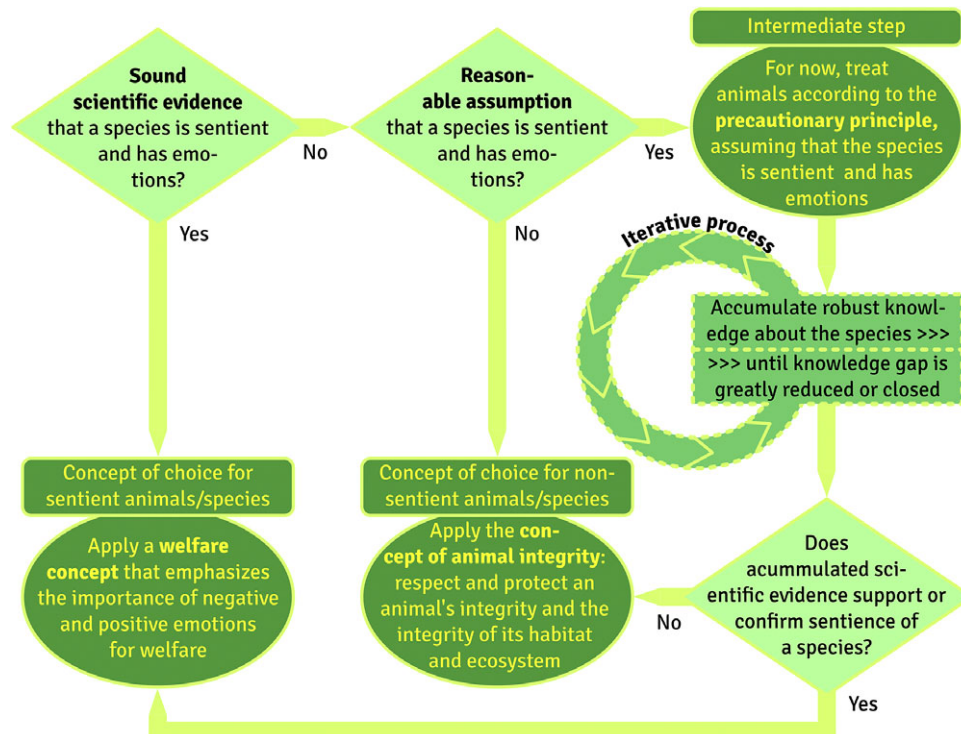 Sound
scientific evidence
that a species is sentient
and has emo-
tions?
No
Yes
Reason-
able assumption
that a species is sentient
and has emo-
tions?
Yes
No
Intermediate step
For now, treat
animals according to the
precautionary principle,
assuming that the species
is sentient and has
emotions
Iterative process
Accumulate robust knowl-
edge about the species >>>
>>> until knowledge gap is
greatly reduced or closed
Concept of choice for
sentient animals/species
Apply a welfare
concept that emphasizes
the importance of negative
and positive emotions
for welfare
Concept of choice for non-
sentient animals/species
Apply the con-
cept of animal integrity:
respect and protect an
animal's integrity and the
integrity of its habitat
and ecosystem
Does
acummulated sci-
entific evidence support or
confirm sentience of
a species?
No
Yes